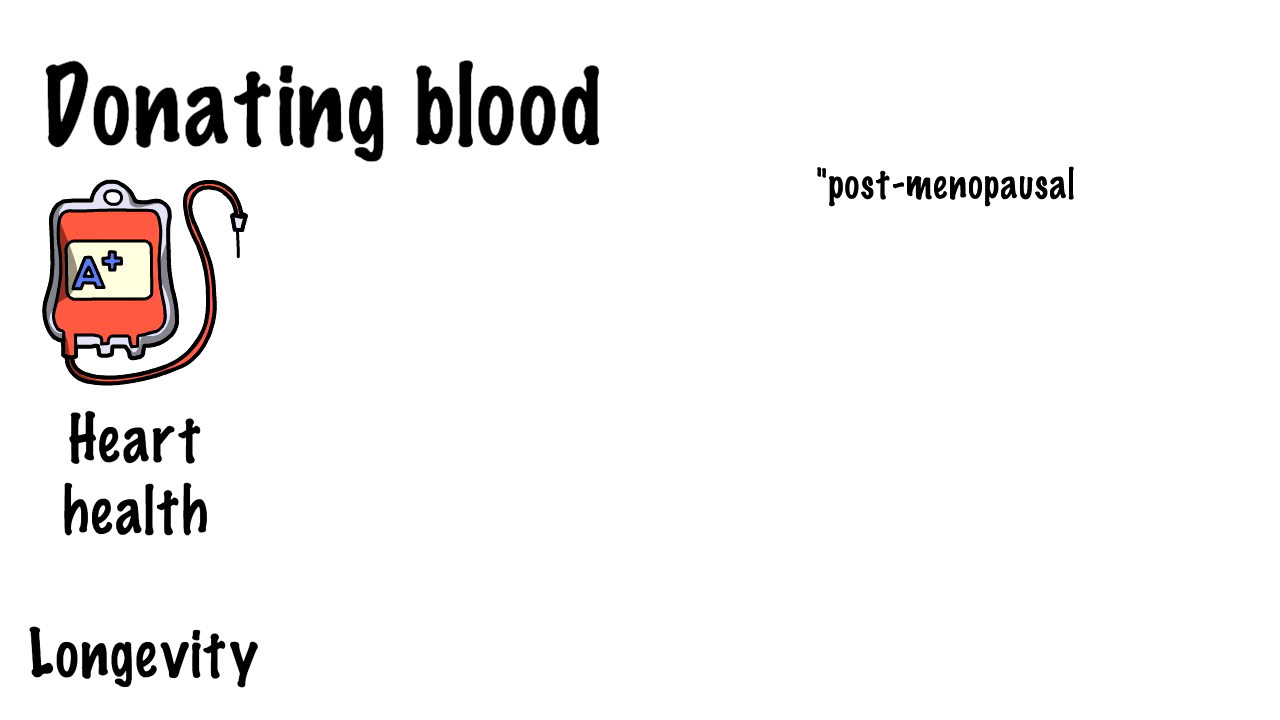 Donating blood
"post-menopausal
A+
Heart
health
Longevity